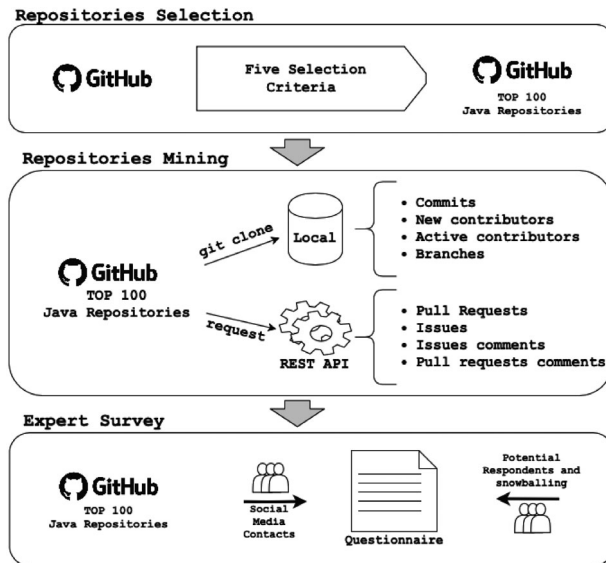 Repositories Selection
GitHub
Five Selection
Criteria
GitHub
TOP 100
Java Repositories
Repositories Mining
GitHub
TOP 100
Java Repositories
git clone
Local
• Commits
• New contributors
• Active contributors
• Branches
request
REST API
• Pull Requests
• Issues
• Issues comments
• Pull requests comments
Expert Survey
GitHub
TOP 100
Java Repositories
Social
Media
Contacts
Questionnaire
Potential
Respondents and
snowballing